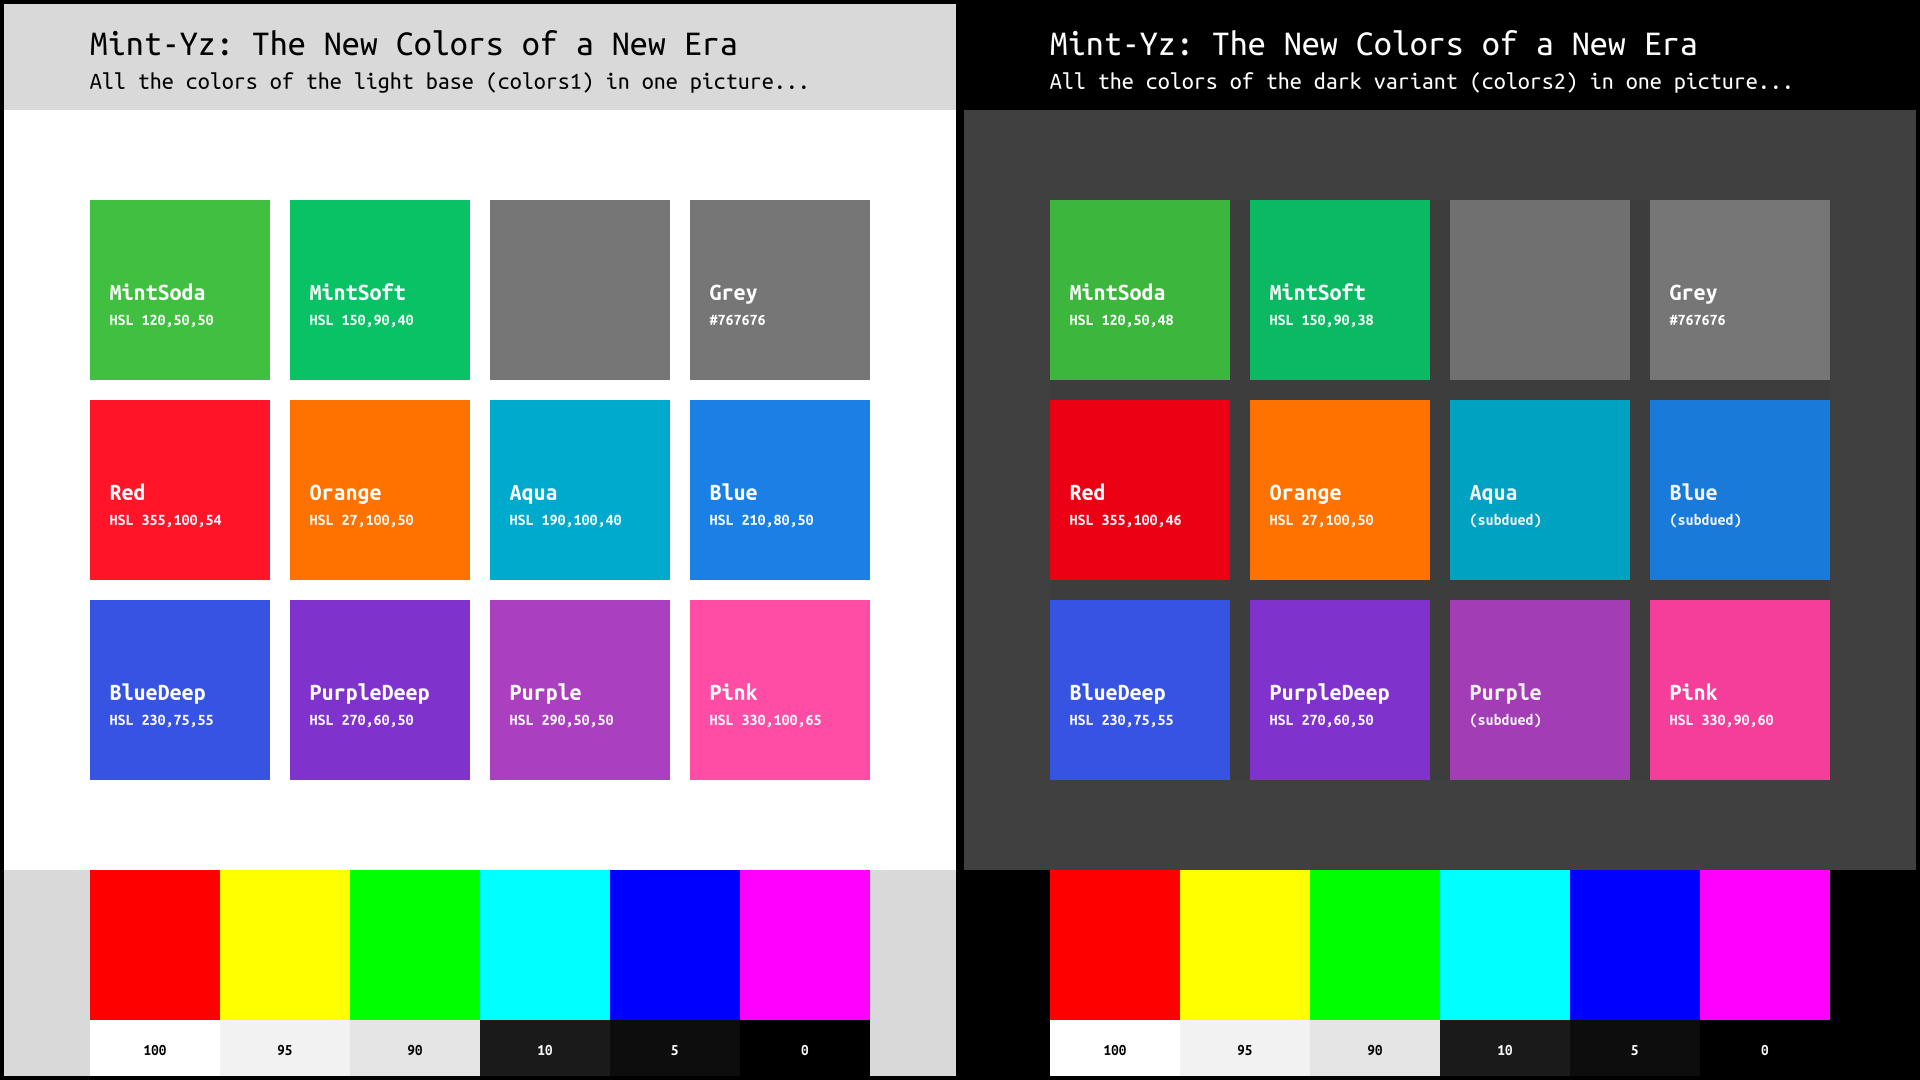 Mint-Yz: The New Colors of a New Era
All the colors of the light base (colors1) in one picture...
MintSoda
HSL 120,50,50
MintSoft
HSL 150,90,40
Grey
#767676
Red
HSL 355,100,54
Orange
HSL 27,100,50
Aqua
HSL 190,100,40
Blue
HSL 210,80,50
BlueDeep
HSL 230,75,55
PurpleDeep
HSL 270,60,50
Purple
HSL 290,50,50
Pink
HSL 330,100,65
100
95
90
10
5
0
Mint-Yz: The New Colors of a New Era
All the colors of the dark variant (colors2) in one picture...
MintSoda
HSL 120,50,48
MintSoft
HSL 150,90,38
Grey
#767676
Red
HSL 355,100,46
Orange
HSL 27,100,50
Aqua
(subdued)
Blue
(subdued)
BlueDeep
HSL 230,75,55
PurpleDeep
HSL 270,60,50
Purple
(subdued)
Pink
HSL 330,90,60
100
95
90
10
5
0